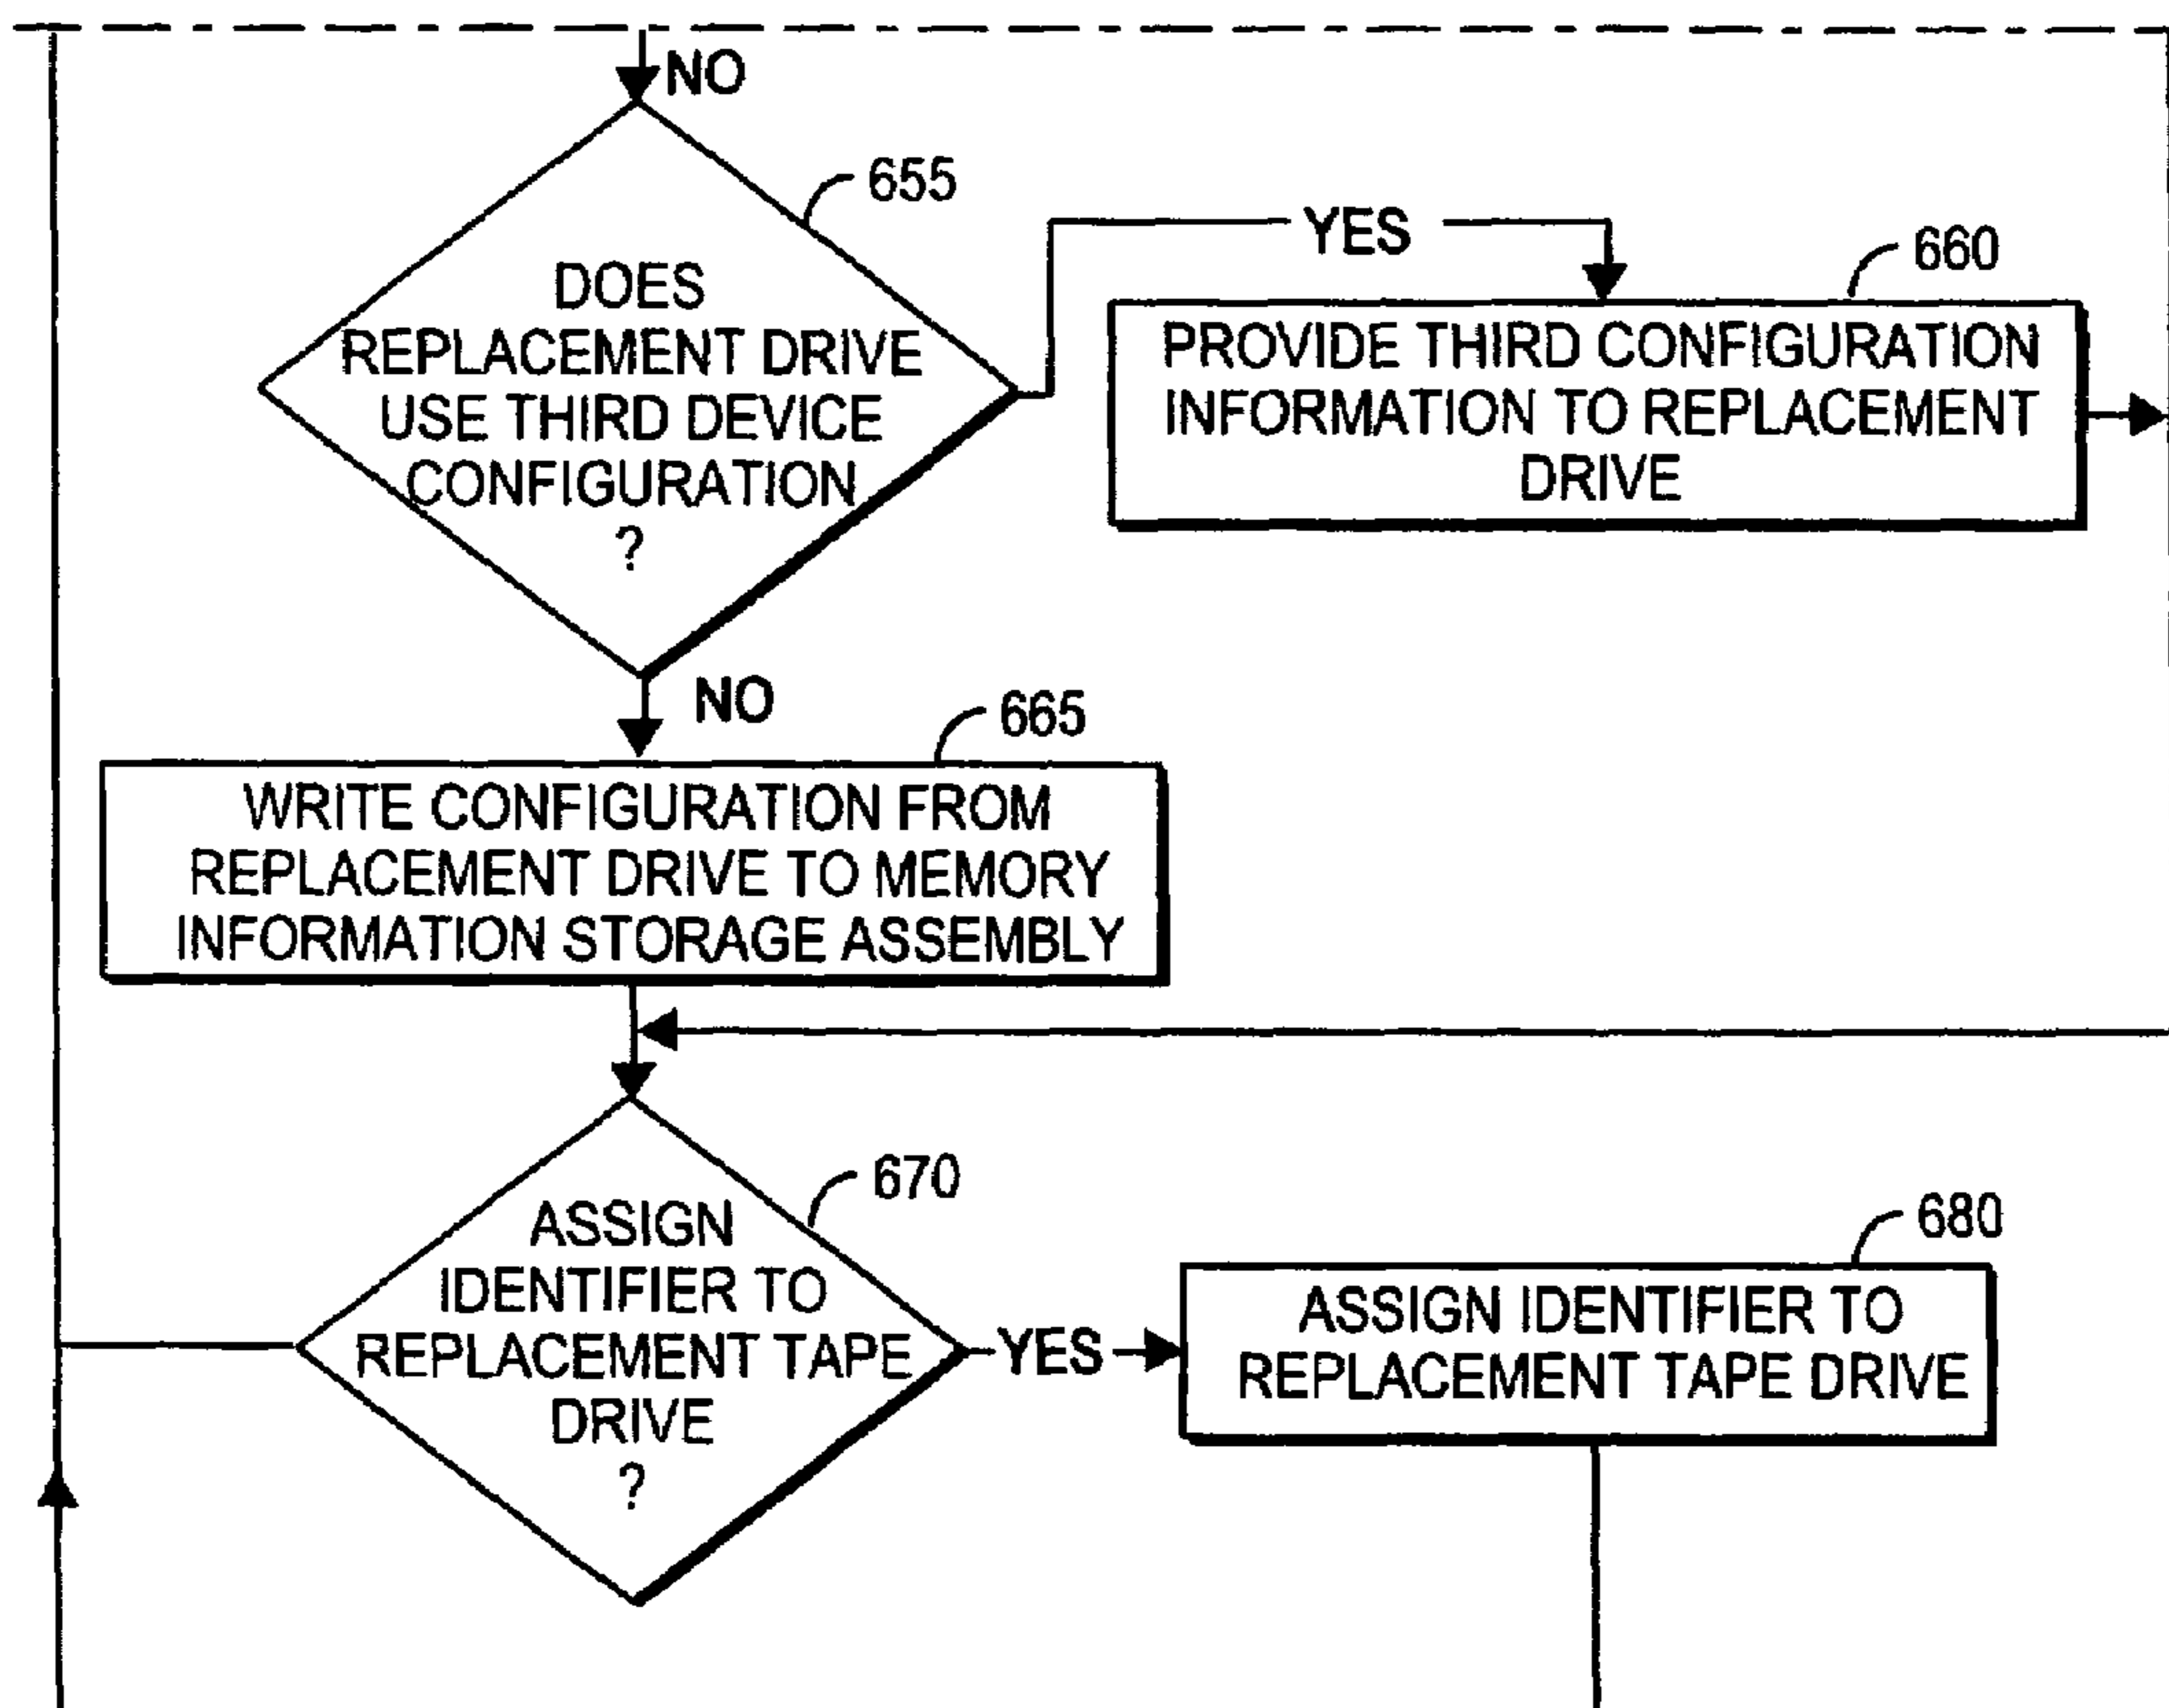 NO
655
DOES
REPLACEMENT DRIVE
USE THIRD DEVICE
CONFIGURATION
?
YES
660
PROVIDE THIRD CONFIGURATION
INFORMATION TO REPLACEMENT
DRIVE
NO
665
WRITE CONFIGURATION FROM
REPLACEMENT DRIVE TO MEMORY
INFORMATION STORAGE ASSEMBLY
670
ASSIGN
IDENTIFIER TO
REPLACEMENT TAPE
DRIVE
?
YES
680
ASSIGN IDENTIFIER TO
REPLACEMENT TAPE DRIVE